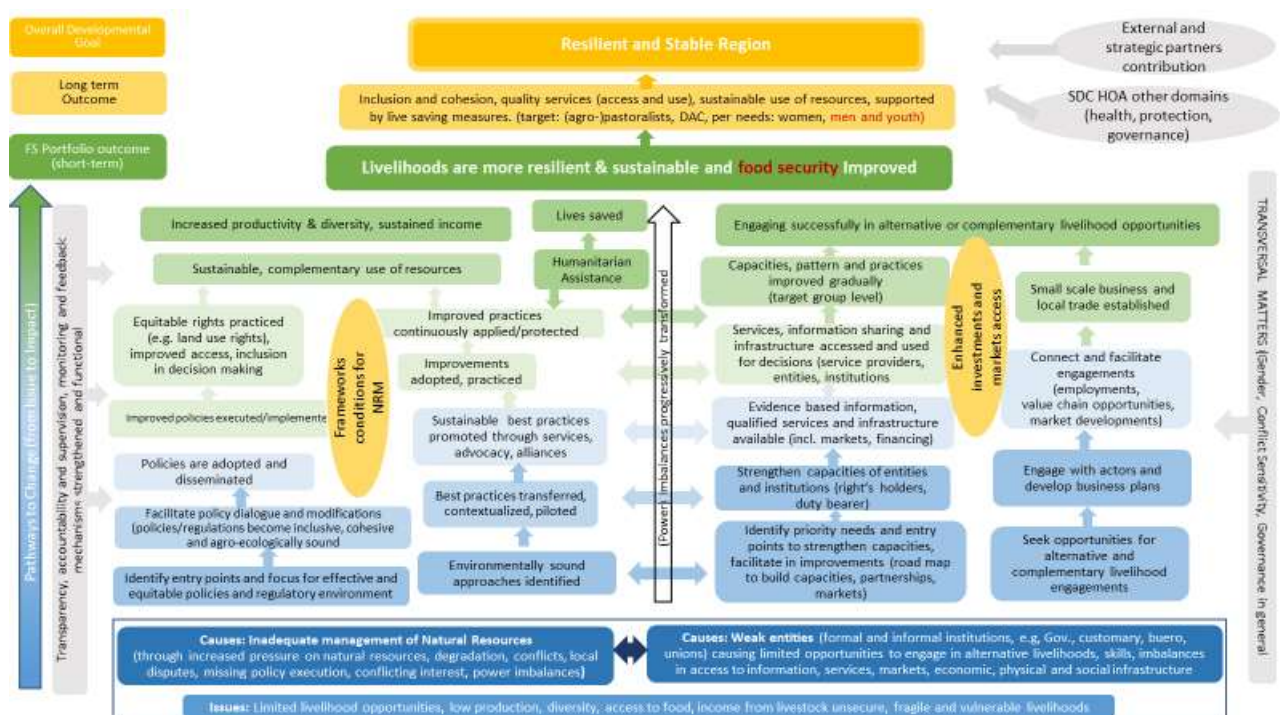 Overall Developmental
Goal
Resilient and Stable Region
External and
strategic partners
contribution
Long term
Outcome
Inclusion and cohesion, quality services (access and use), sustainable use of resources, supported
by live saving measures. (target: (agro-)pastoralists, DAC, per needs: women, men and youth)
SDC HOA other domains
(health, protection,
governance)
FS Portfolio outcome
(short-term)
Livelihoods are more resilient & sustainable and food security Improved
Pathways to Change (from Issue to Impact)
Transparency, accountability and supervision, monitoring and feedback
mechanisms strengthened and functional
Increased productivity & diversity, sustained income
Lives saved
Humanitarian
Assistance
Sustainable, complementary use of resources
Equitable rights practiced
(e.g. land use rights),
improved access, inclusion
in decision making
Improved policies executed/implemente
Policies are adopted and
disseminated
Facilitate policy dialogue and modifications
(policies/regulations become inclusive, cohesive
and agro-ecologically sound
Identify entry points and focus for effective and
equitable policies and regulatory environment
Frameworks
conditions for
NRM
Improved practices
continuously applied/protected
Improvements
adopted, practiced
Sustainable best practices
promoted through services,
advocacy, alliances
Best practices transferred,
contextualized, piloted
Environmentally sound
approaches identified
(Power) Imbalances progressively transformed
Engaging successfully in alternative or complementary livelihood opportunities
Capacities, pattern and practices
improved gradually
(target group level)
Services, information sharing and
infrastructure accessed and used
for decisions (service providers,
entities, institutions
Evidence based information,
qualified services and infrastructure
available (incl. markets, financing)
Strengthen capacities of entities
and institutions (right's holders,
duty bearer)
Identify priority needs and entry
points to strengthen capacities,
facilitate in improvements (road map
to build capacities, partnerships,
markets)
Enhanced
investments and
markets access
Small scale business and
local trade established
Connect and facilitate
engagements
(employments,
value chain opportunities,
market developments)
Engage with actors and
develop business plans
Seek opportunities for
alternative and
complementary livelihood
engagements
TRANSVERSAL MATTERS (Gender, Conflict Sensitivity, Governance in general
Causes: Inadequate management of Natural Resources
(through increased pressure on natural resources, degradation, conflicts, local
disputes, missing policy execution, conflicting interest, power imbalances)
Causes: Weak entities (formal and informal institutions, e.g, Gov., customary, buero,
unions) causing limited opportunities to engage in alternative livelihoods, skills, imbalances
in access to information, services, markets, economic, physical and social infrastructure
Issues: Limited livelihood opportunities, low production, diversity, access to food, income from livestock unsecure, fragile and vulnerable livelihoods